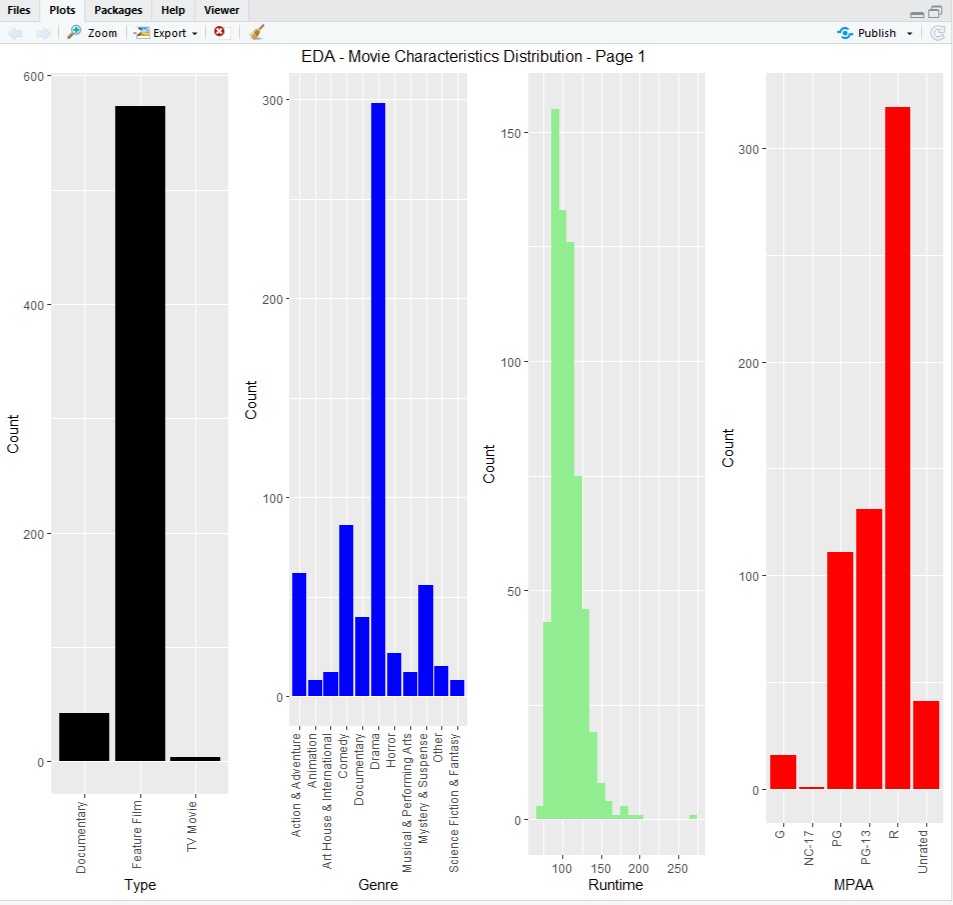 Files Plots Packages Help Viewer
Zoom Export Publish
EDA - Movie Characteristics Distribution - Page 1
600
400
200
0
Count
Documentary
Feature Film
TV Movie
Type
300
200
100
0
Count
Action & Adventure
Animation
Art House & International
Comedy
Documentary
Drama
Horror
Musical & Performing Arts
Mystery & Suspense
Other
Science Fiction & Fantasy
Genre
150
100
50
0
Count
100 150 200 250
Runtime
300
200
100
0
Count
G
NC-17
PG
PG-13
R
Unrated
MPAA